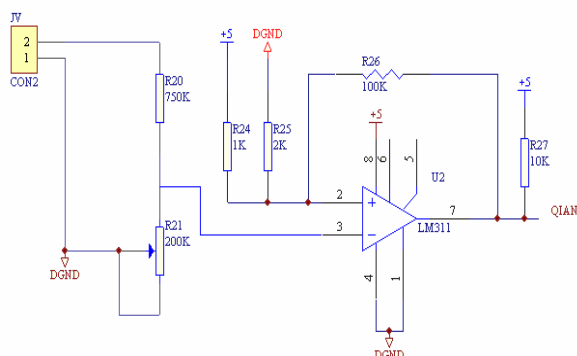 JV
2
1
CON2
R20
750K
R21
200K
DGND
+5
R24
1K
DGND
R25
2K
R26
100K
+5
8
6
5
U2
2
3
+
-
LM311
7
4
1
DGND
+5
R27
10K
QIAN